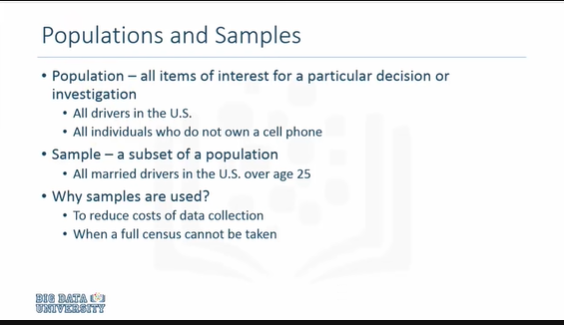 Populations and Samples
• Population – all items of interest for a particular decision or
investigation
• All drivers in the U.S.
• All individuals who do not own a cell phone
• Sample – a subset of a population
• All married drivers in the U.S. over age 25
• Why samples are used?
• To reduce costs of data collection
• When a full census cannot be taken
BIG DATA
UNIVERSITY